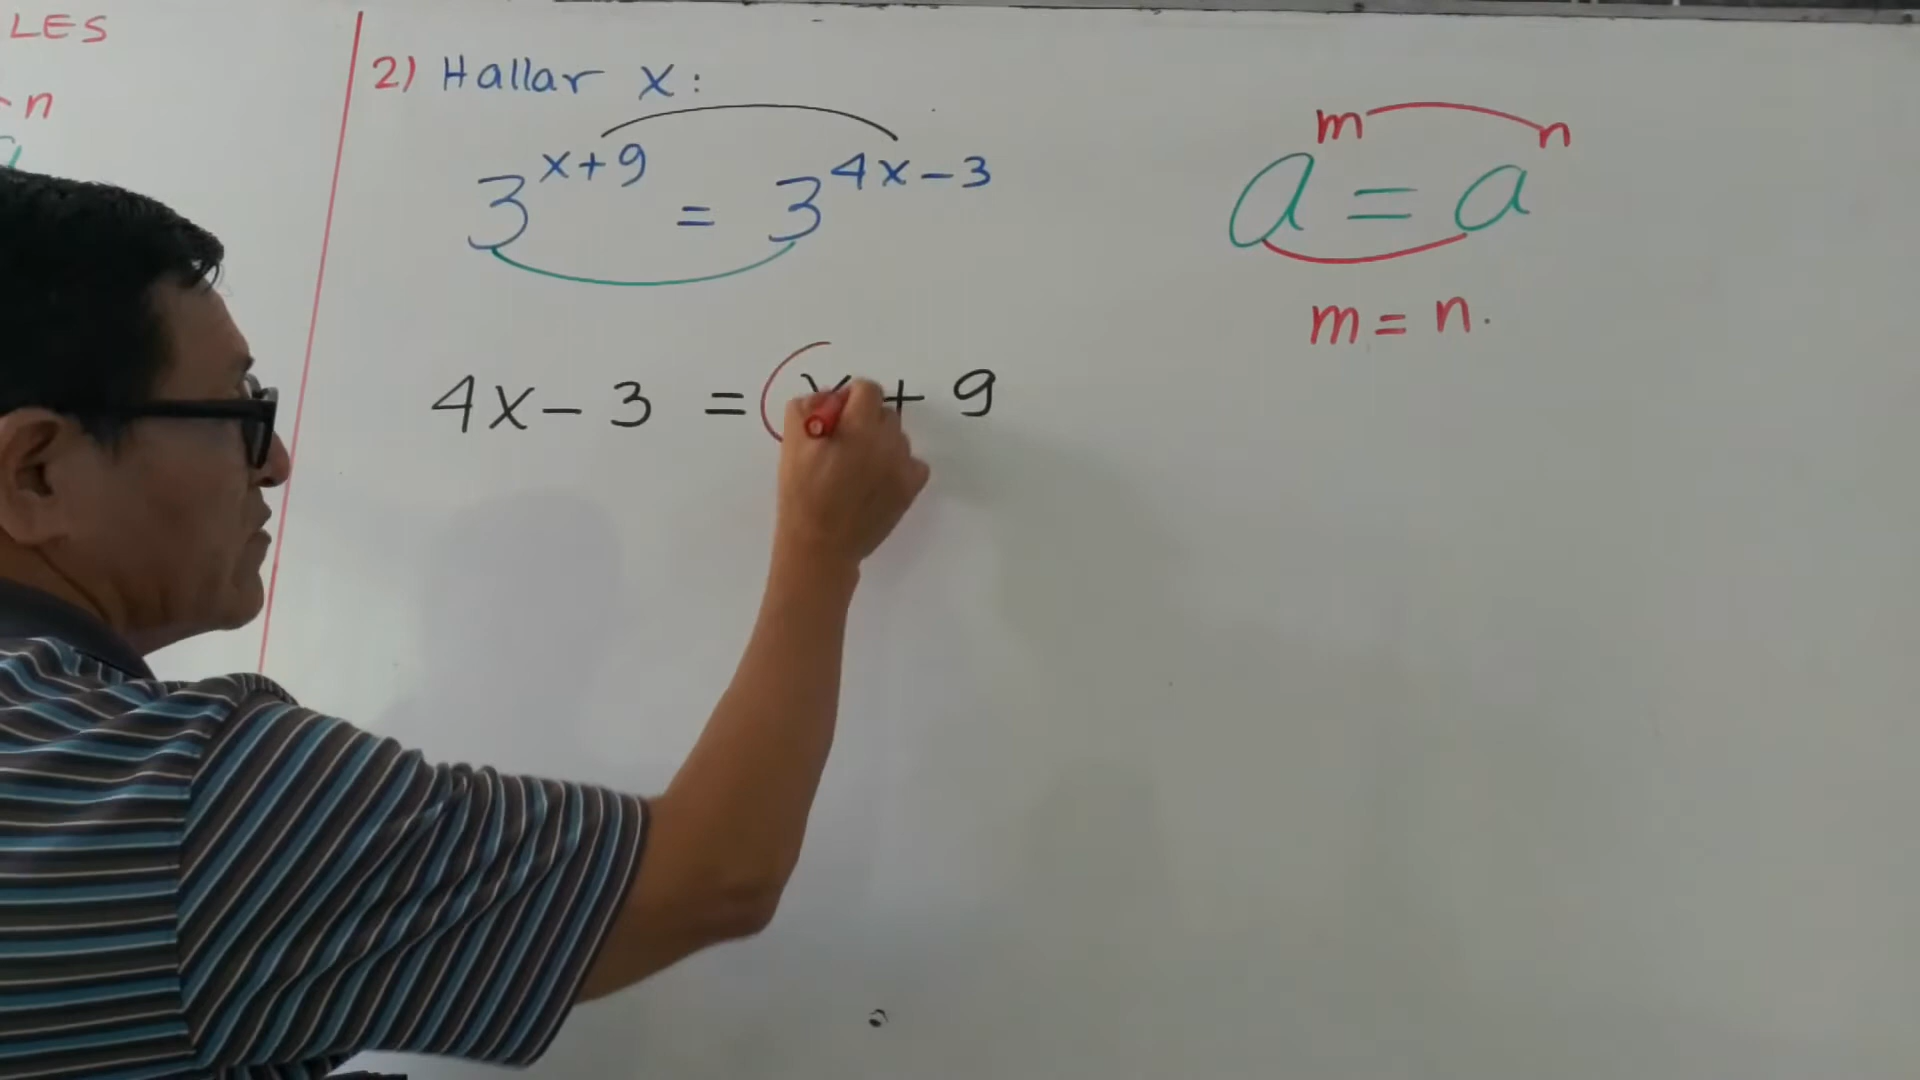 LES
n
a
2) Hallar x:
3^{x+9} = 3^{4x-3}
a^m = a^n
m = n.
4x - 3 = (x + 9